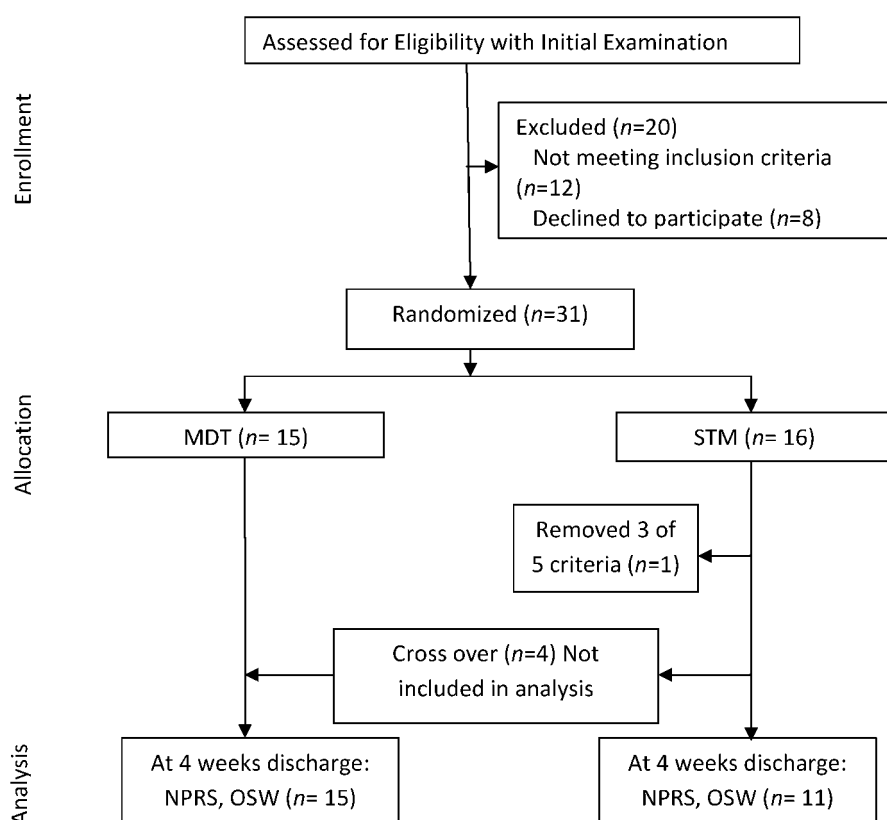 Assessed for Eligibility with Initial Examination
Enrollment
Excluded (n=20)
Not meeting inclusion criteria
(n=12)
Declined to participate (n=8)
Randomized (n=31)
Allocation
MDT (n= 15)
STM (n= 16)
Removed 3 of
5 criteria (n=1)
Cross over (n=4) Not
included in analysis
Analysis
At 4 weeks discharge:
NPRS, OSW (n= 15)
At 4 weeks discharge:
NPRS, OSW (n= 11)